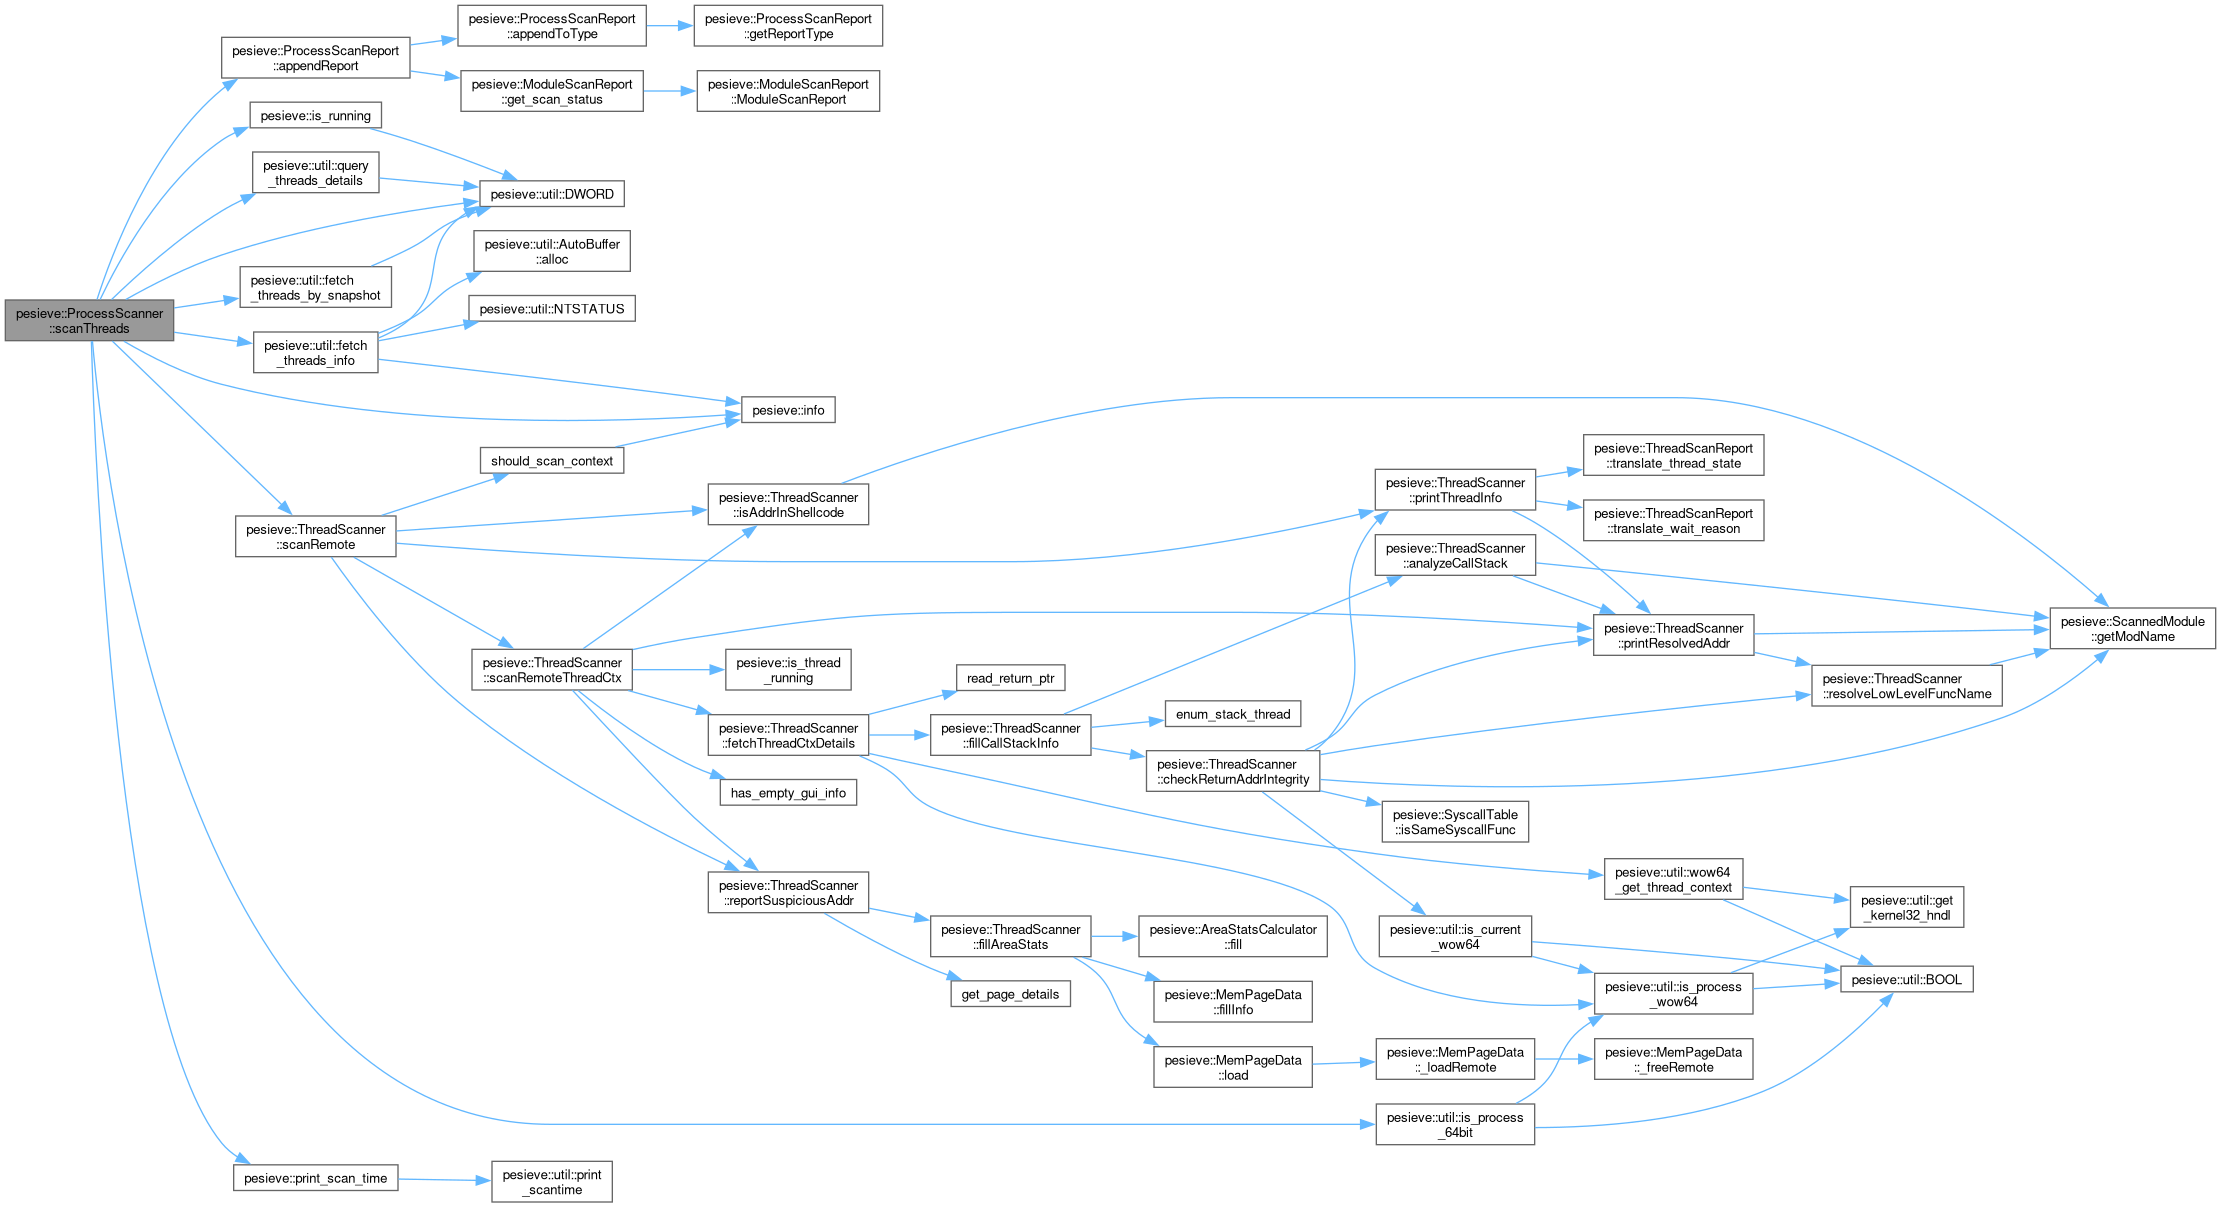 pesieve::ProcessScanner
::scanThreads
pesieve::ProcessScanReport
::appendReport
pesieve::ProcessScanReport
::appendToType
pesieve::ProcessScanReport
::getReportType
pesieve::ModuleScanReport
::get_scan_status
pesieve::ModuleScanReport
::ModuleScanReport
pesieve::is_running
pesieve::util::query
_threads_details
pesieve::util::DWORD
pesieve::util::fetch
_threads_by_snapshot
pesieve::util::AutoBuffer
::alloc
pesieve::util::NTSTATUS
pesieve::util::fetch
_threads_info
pesieve::info
should_scan_context
pesieve::ThreadScanner
::scanRemote
pesieve::ThreadScanner
::isAddrInShellcode
pesieve::ThreadScanner
::printThreadInfo
pesieve::ThreadScanReport
::translate_thread_state
pesieve::ThreadScanReport
::translate_wait_reason
pesieve::ThreadScanner
::analyzeCallStack
pesieve::ThreadScanner
::printResolvedAddr
pesieve::ScannedModule
::getModName
pesieve::ThreadScanner
::resolveLowLevelFuncName
pesieve::ThreadScanner
::scanRemoteThreadCtx
pesieve::is_thread
_running
read_return_ptr
pesieve::ThreadScanner
::fetchThreadCtxDetails
pesieve::ThreadScanner
::fillCallStackInfo
enum_stack_thread
pesieve::ThreadScanner
::checkReturnAddrIntegrity
has_empty_gui_info
pesieve::SyscallTable
::isSameSyscallFunc
pesieve::ThreadScanner
::reportSuspiciousAddr
pesieve::util::wow64
_get_thread_context
pesieve::util::get
_kernel32_hndl
pesieve::ThreadScanner
::fillAreaStats
pesieve::AreaStatsCalculator
::fill
pesieve::util::is_current
_wow64
get_page_details
pesieve::MemPageData
::fillInfo
pesieve::util::is_process
_wow64
pesieve::util::BOOL
pesieve::MemPageData
::load
pesieve::MemPageData
::_loadRemote
pesieve::MemPageData
::_freeRemote
pesieve::util::is_process
_64bit
pesieve::print_scan_time
pesieve::util::print
_scantime